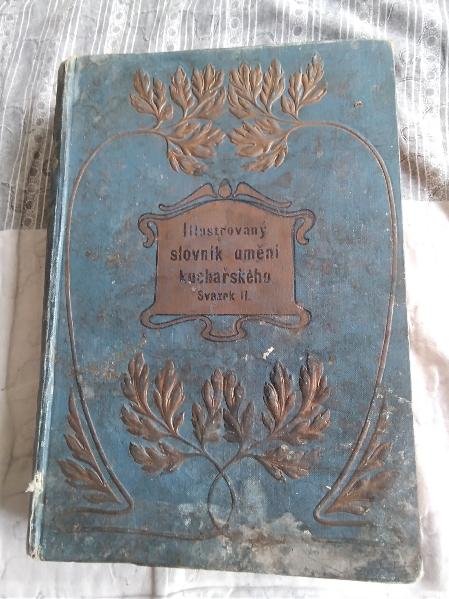 Illustrovaný
slovník umění
kuchařského
Svazek II.